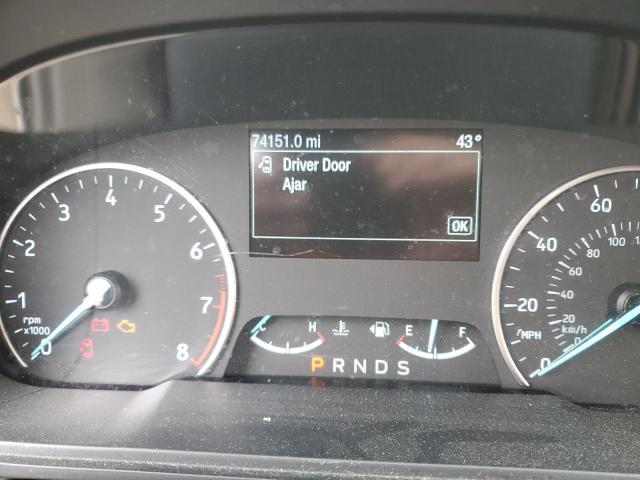 74151.0 mi 43°
Driver Door
Ajar
OK
0 1 2 3 4 5 6 7 8
rpm
x1000
C H E F
P R N D S
0 20 40 60
MPH
0 20 40 60 80 100
km/h